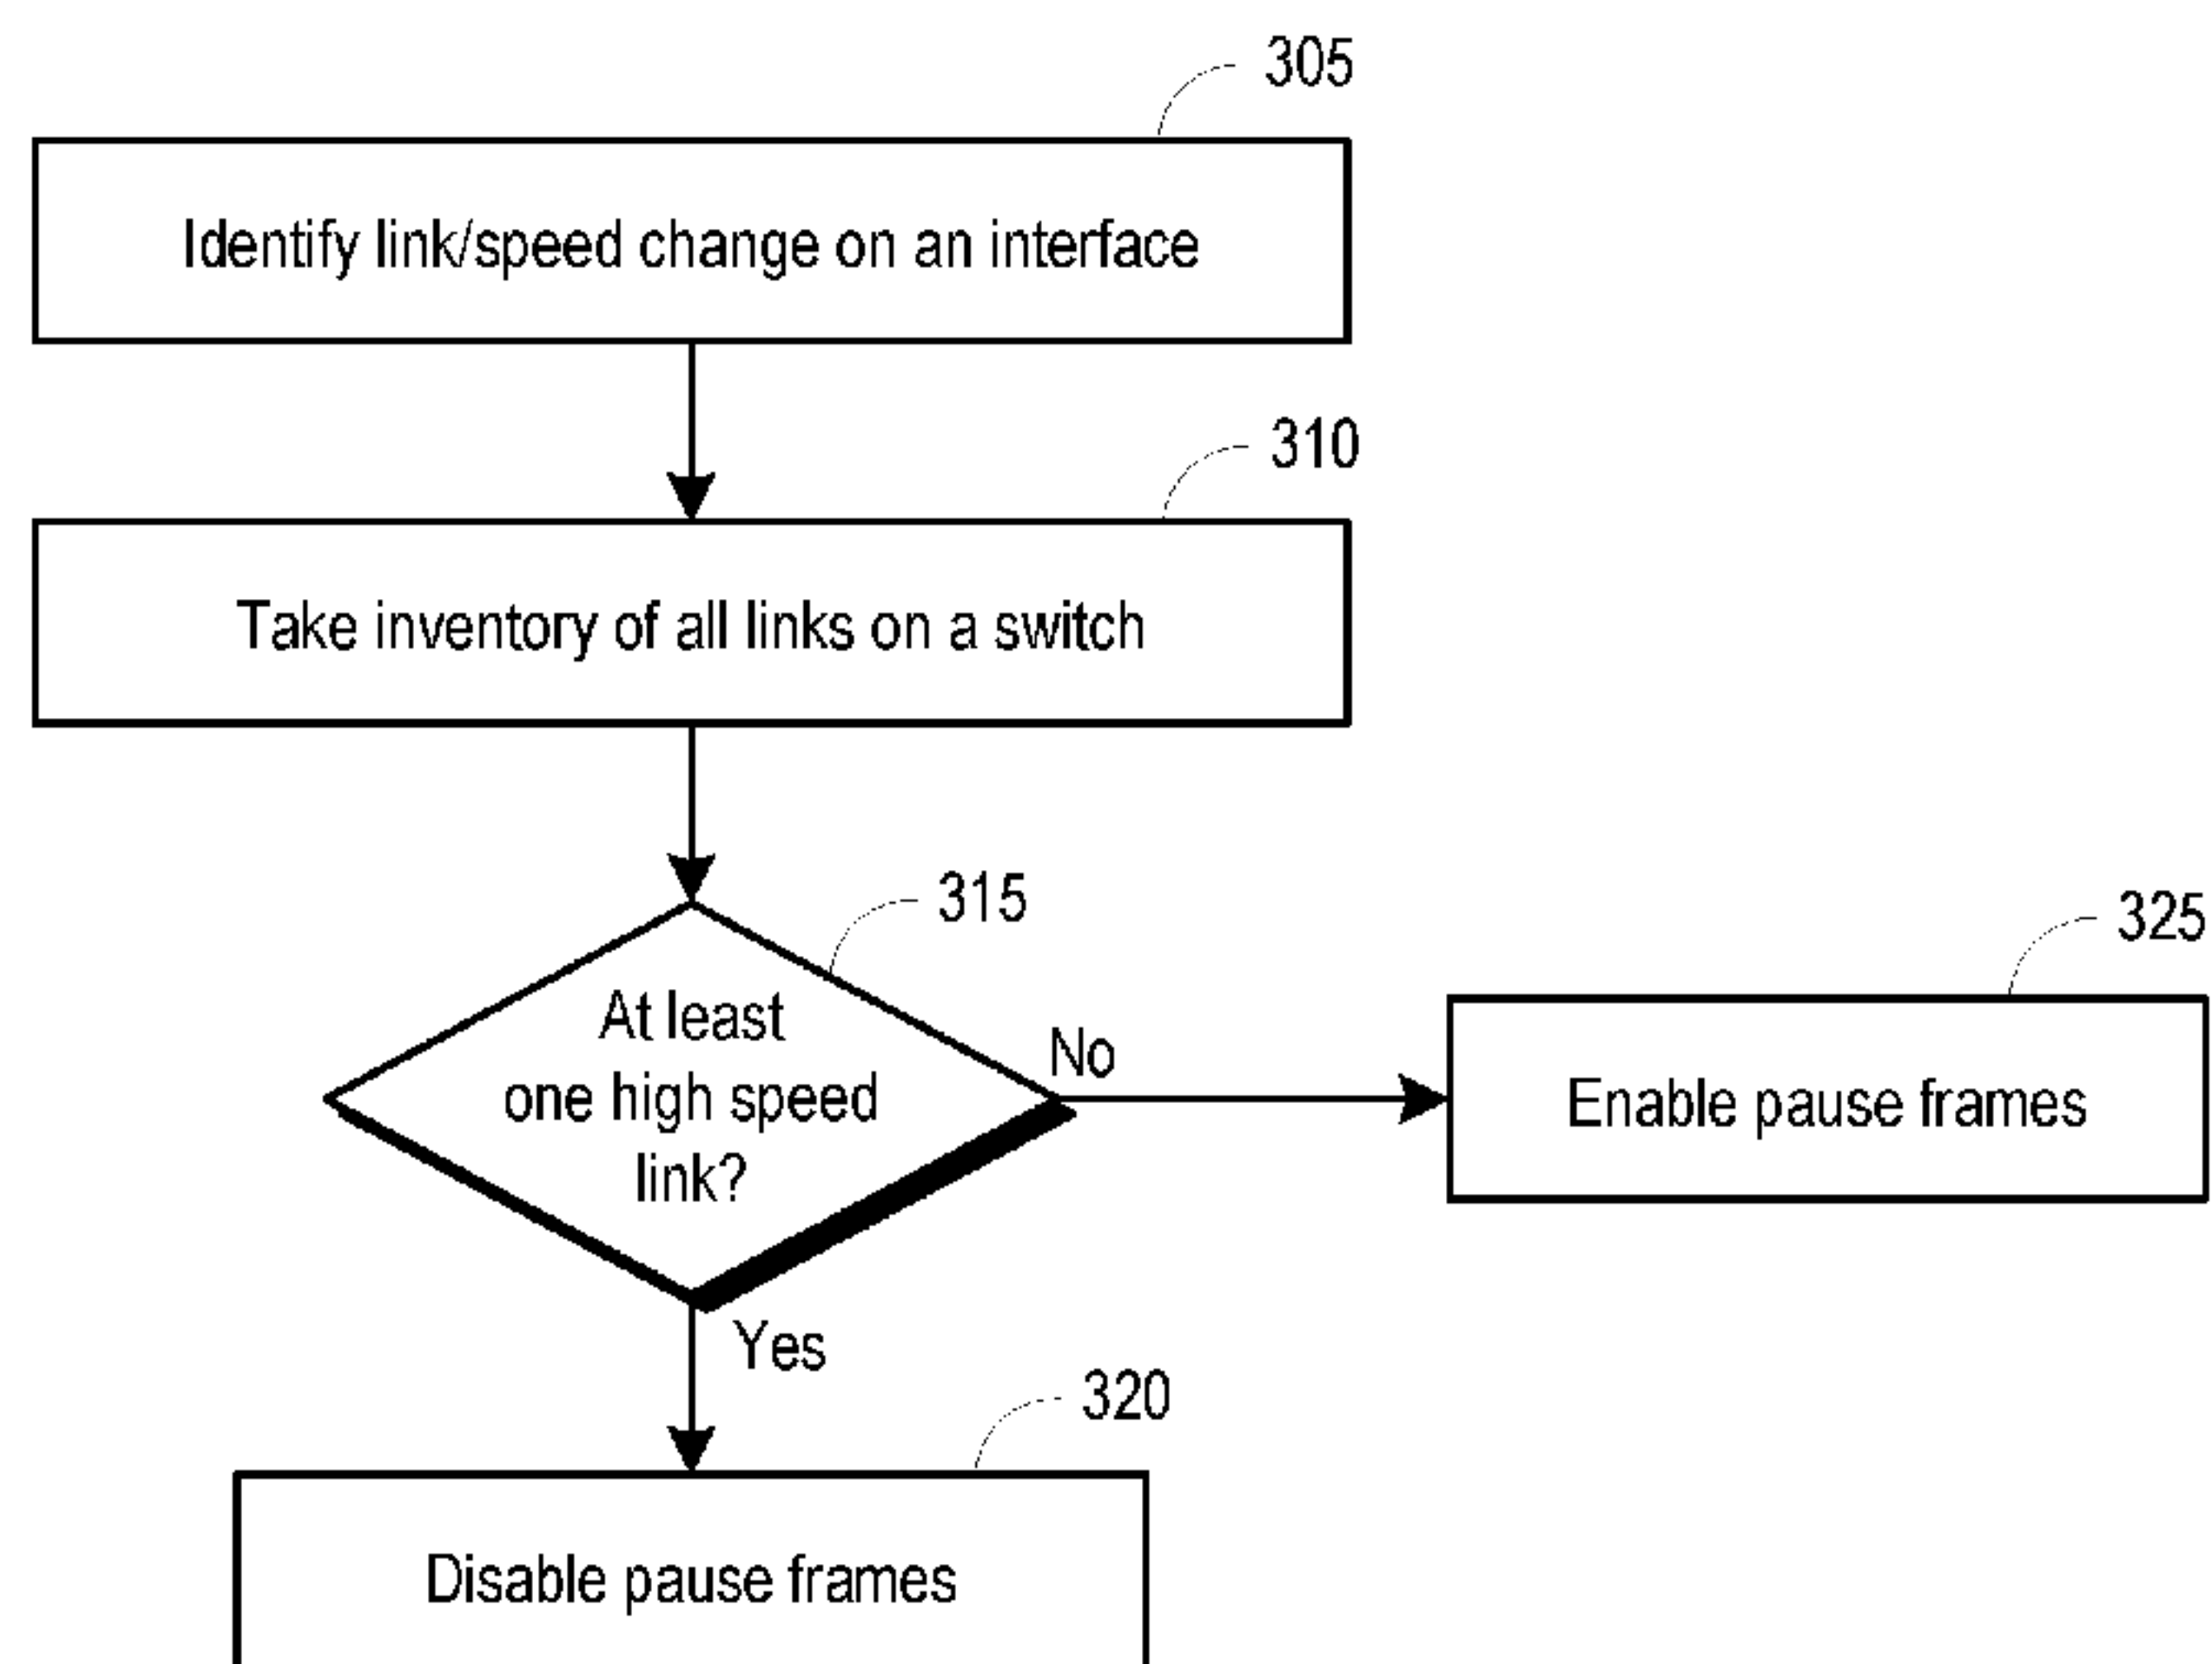 305
Identify link/speed change on an interface
310
Take inventory of all links on a switch
315
At least
one high speed
link?
No
325
Enable pause frames
Yes
320
Disable pause frames